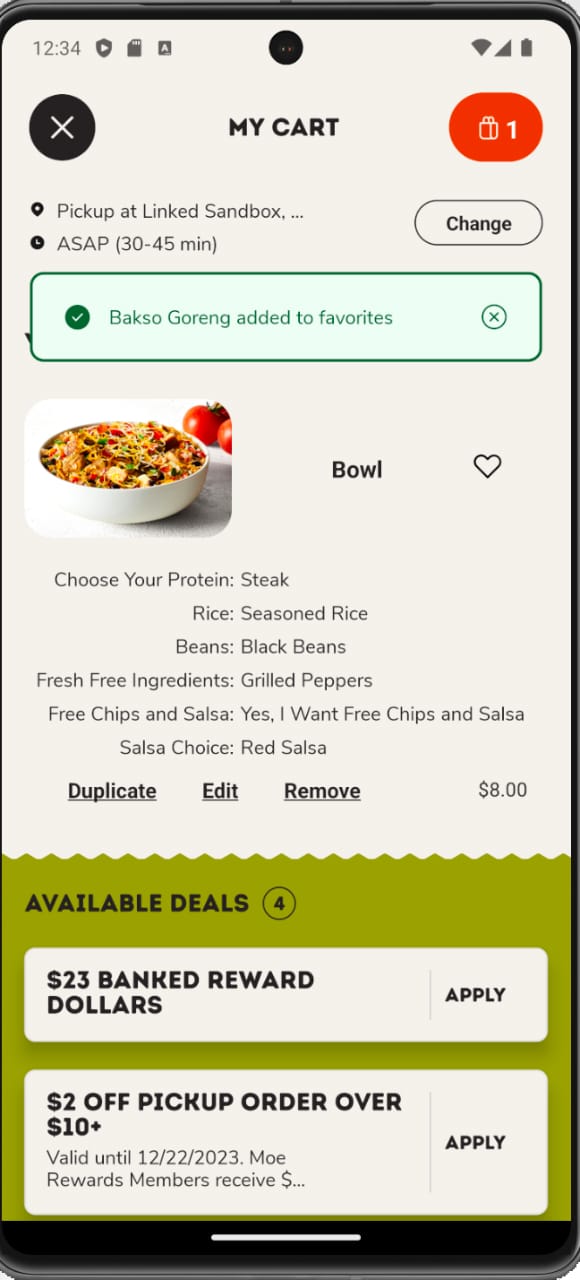 12:34
MY CART
1
Pickup at Linked Sandbox, ...
ASAP (30-45 min)
Change
Bakso Goreng added to favorites
Bowl
Choose Your Protein: Steak
Rice: Seasoned Rice
Beans: Black Beans
Fresh Free Ingredients: Grilled Peppers
Free Chips and Salsa: Yes, I Want Free Chips and Salsa
Salsa Choice: Red Salsa
Duplicate Edit Remove $8.00
AVAILABLE DEALS 4
$23 BANKED REWARD
DOLLARS
APPLY
$2 OFF PICKUP ORDER OVER
$10+
Valid until 12/22/2023. Moe
Rewards Members receive $...
APPLY